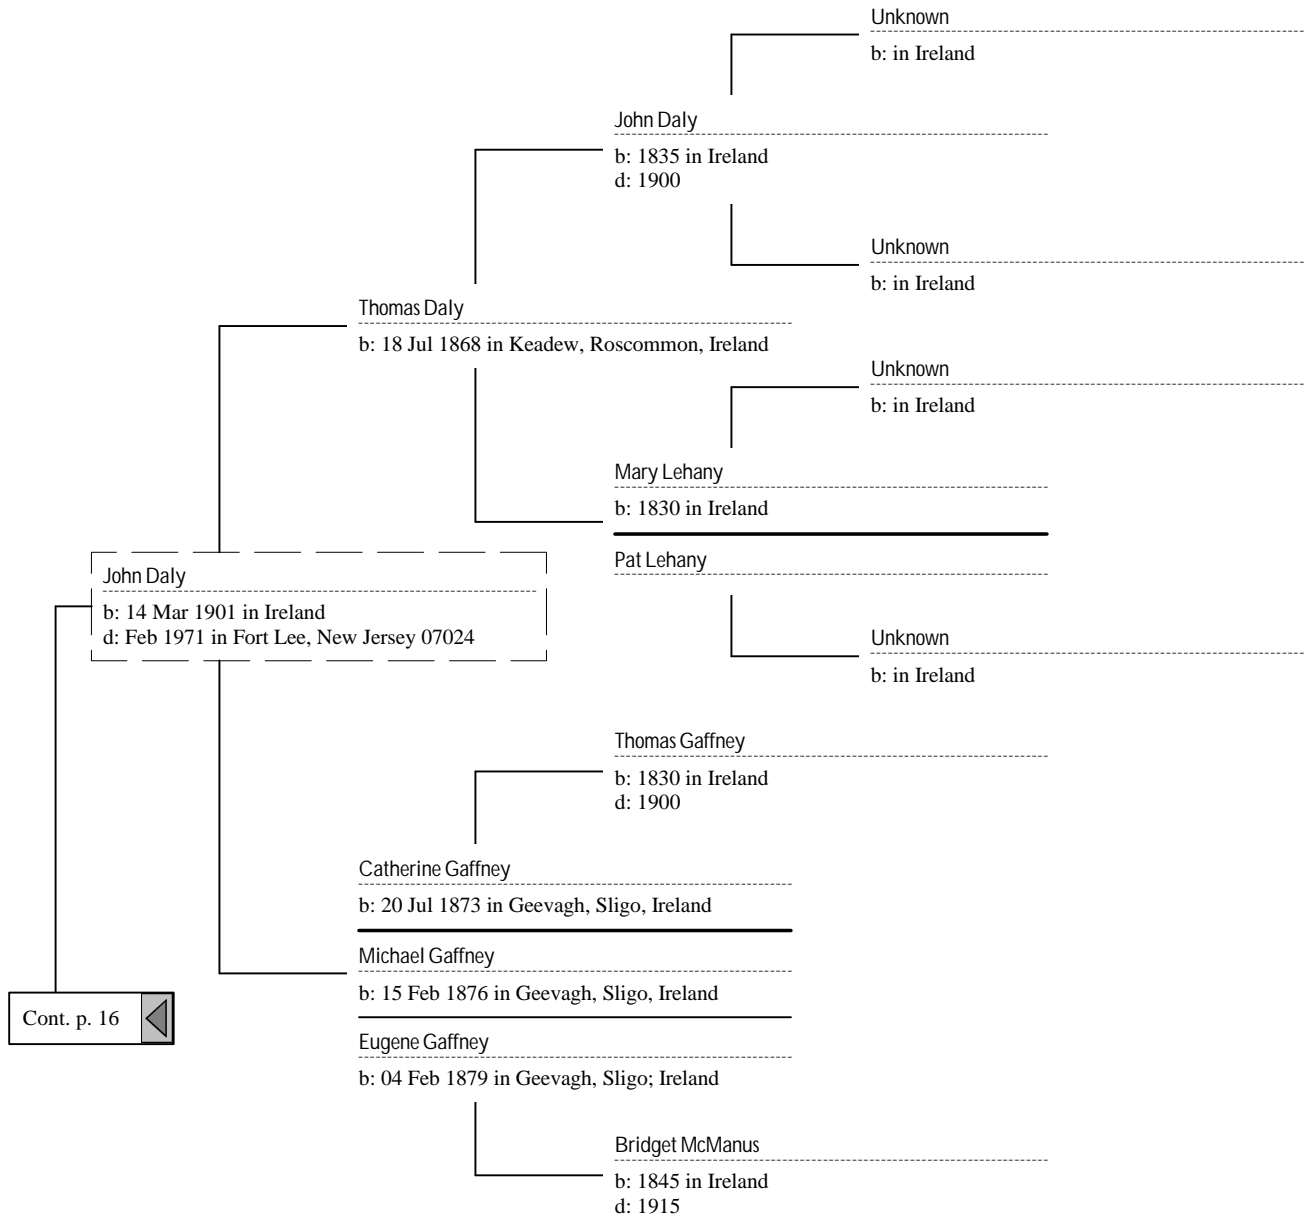 Unknown
b: in Ireland
John Daly
b: 1835 in Ireland
d: 1900
Unknown
b: in Ireland
Thomas Daly
b: 18 Jul 1868 in Keadew, Roscommon, Ireland
Unknown
b: in Ireland
Mary Lehany
b: 1830 in Ireland
Pat Lehany
John Daly
b: 14 Mar 1901 in Ireland
d: Feb 1971 in Fort Lee, New Jersey 07024
Unknown
b: in Ireland
Thomas Gaffney
b: 1830 in Ireland
d: 1900
Catherine Gaffney
b: 20 Jul 1873 in Geevagh, Sligo, Ireland
Michael Gaffney
b: 15 Feb 1876 in Geevagh, Sligo, Ireland
Cont. p. 16
Eugene Gaffney
b: 04 Feb 1879 in Geevagh, Sligo; Ireland
Bridget McManus
b: 1845 in Ireland
d: 1915